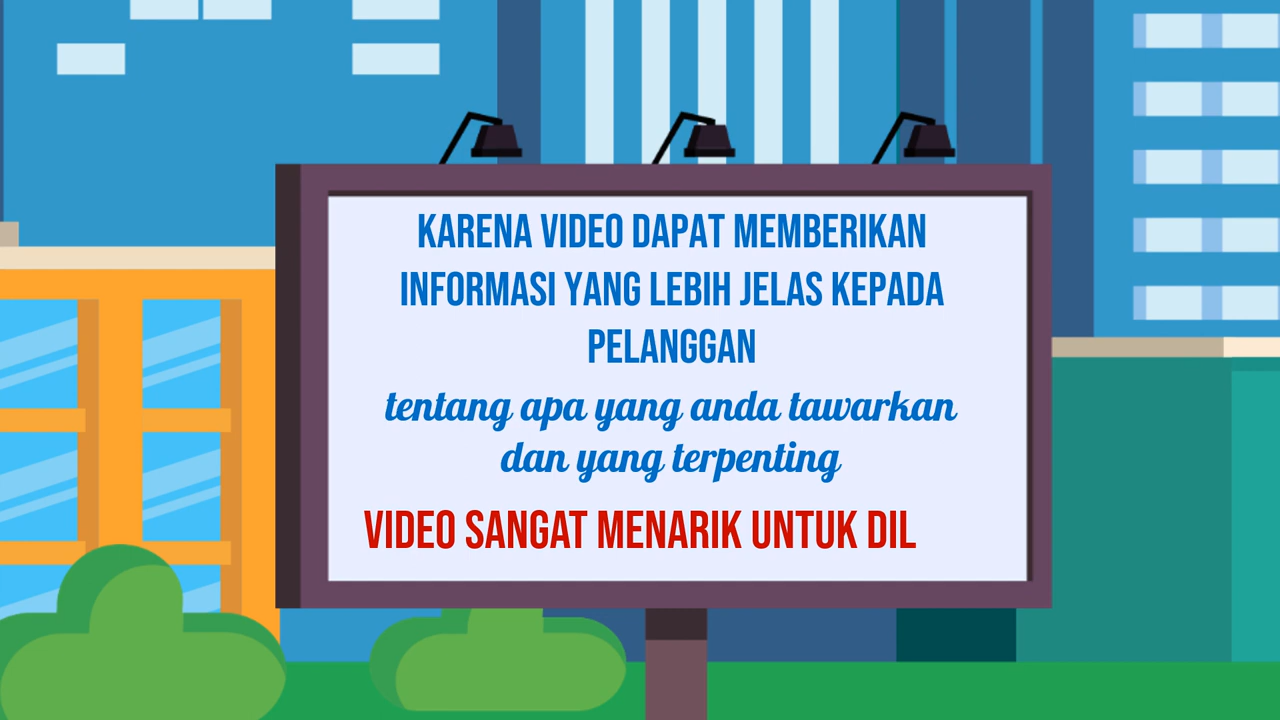 KARENA VIDEO DAPAT MEMBERIKAN
INFORMASI YANG LEBIH JELAS KEPADA
PELANGGAN
tentang apa yang anda tawarkan
dan yang terpenting
VIDEO SANGAT MENARIK UNTUK DIL